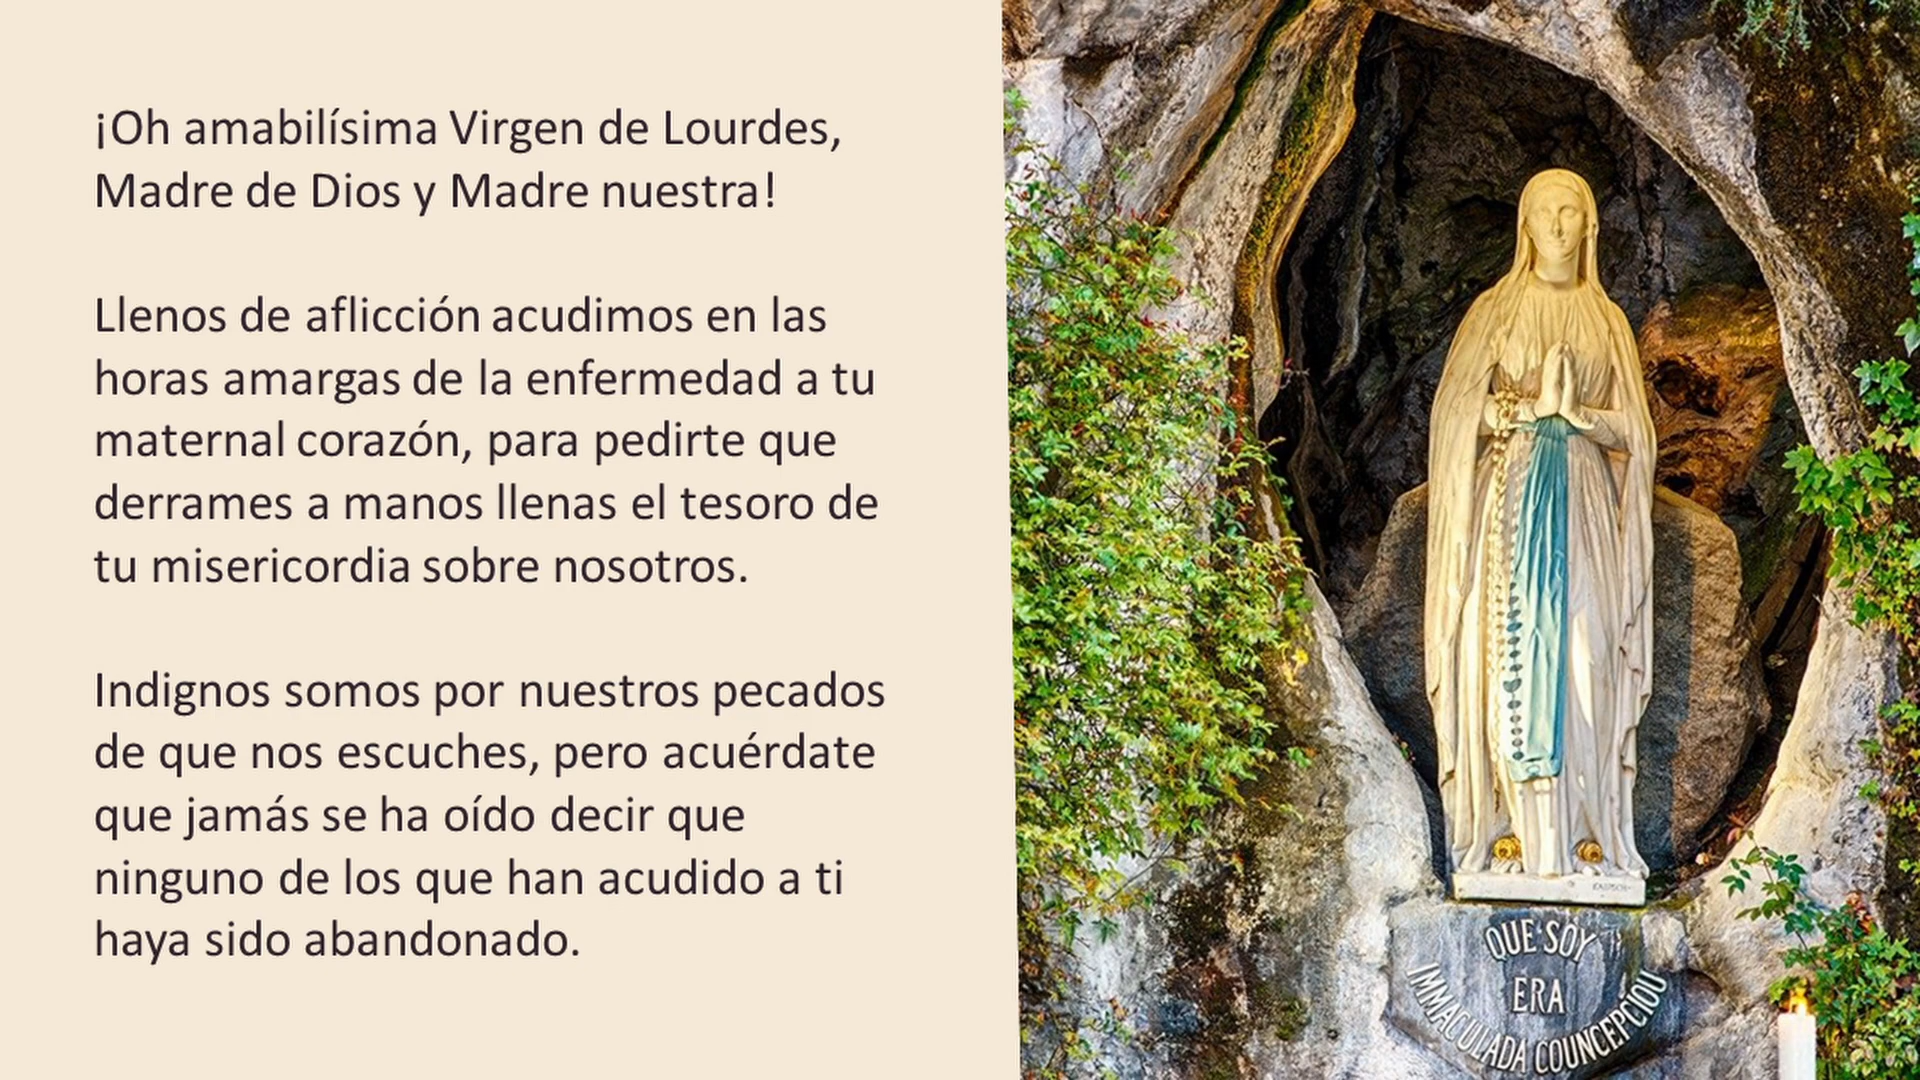 ¡Oh amabilísima Virgen de Lourdes,
Madre de Dios y Madre nuestra!
Llenos de aflicción acudimos en las
horas amargas de la enfermedad a tu
maternal corazón, para pedirte que
derrames a manos llenas el tesoro de
tu misericordia sobre nosotros.
Indignos somos por nuestros pecados
de que nos escuches, pero acuérdate
que jamás se ha oído decir que
ninguno de los que han acudido a ti
haya sido abandonado.
QUE SOY
ERA
IMMACULADA COUNCEPCIOU